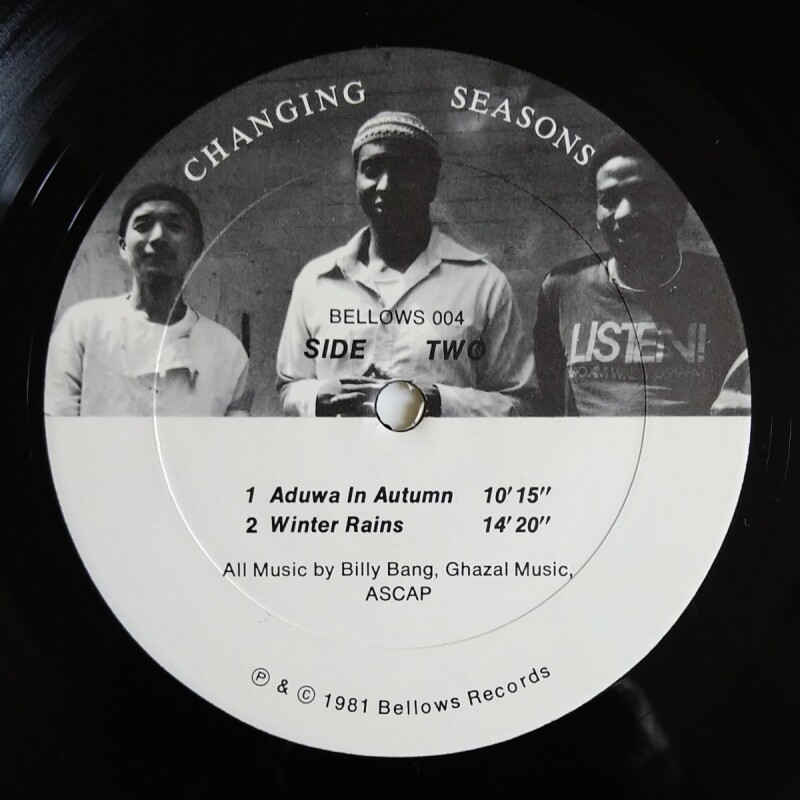 CHANGING SEASONS
BELLOWS 004
SIDE TWO
LISTEN!
1 Aduwa In Autumn 10'15"
2 Winter Rains 14'20"
All Music by Billy Bang, Ghazal Music,
ASCAP
Ⓟ & © 1981 Bellows Records